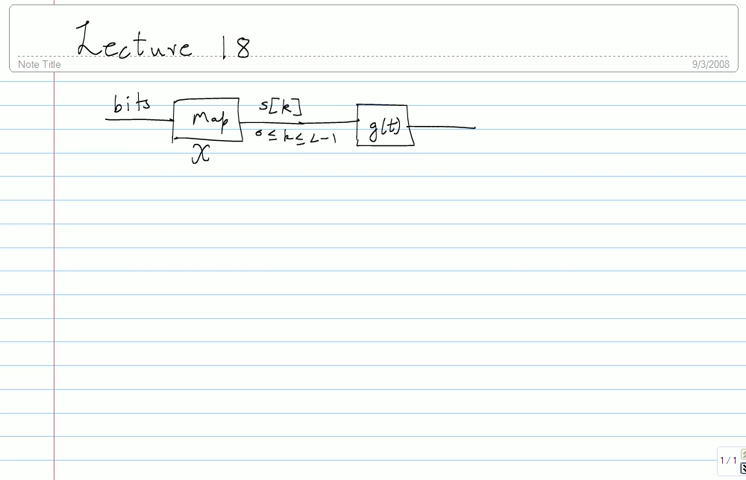 Lecture 18
Note Title
9/3/2008
bits
Map
s[k]
0 ≤ k ≤ L-1
g(t)
X
1 / 1